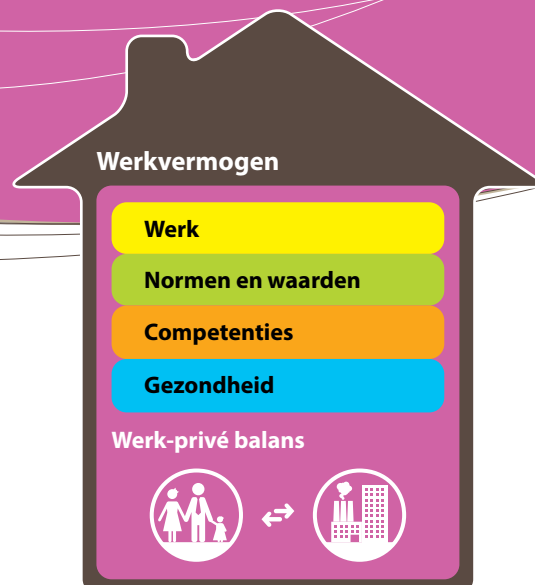 Werkvermogen
Werk
Normen en waarden
Competenties
Gezondheid
Werk-privé balans